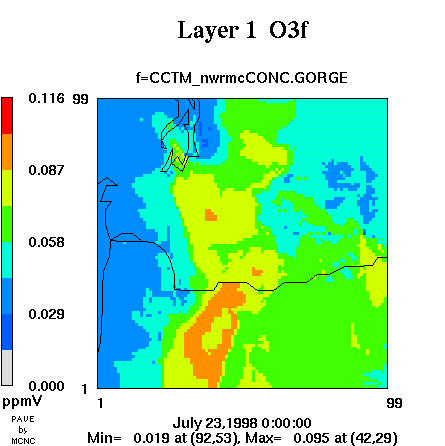 Layer 1 O3f
f=CCTM_nwrmcCONC.GORGE
0.116
0.087
0.058
0.029
0.000
ppmV
PAVE
by
MCNC
99
1
1
99
July 23,1998 0:00:00
Min= 0.019 at (92,53), Max= 0.095 at (42,29)